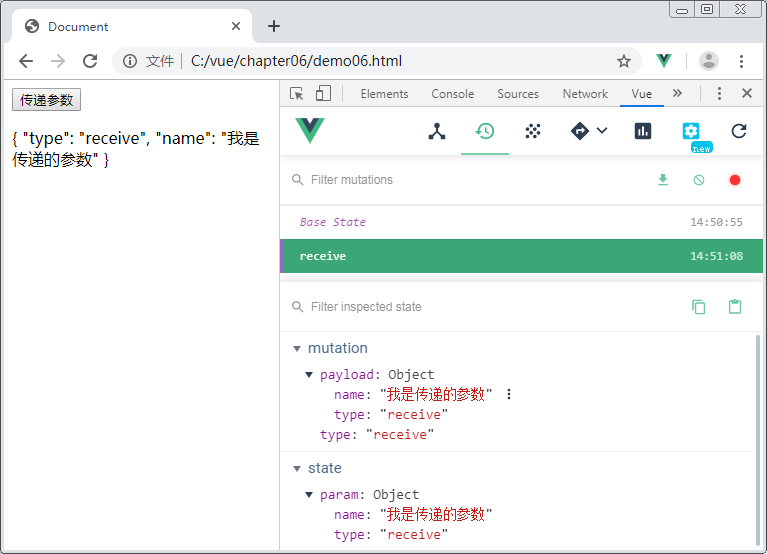 Document
文件 C:/vue/chapter06/demo06.html
传递参数
{ "type": "receive", "name": "我是
传递的参数" }
Elements Console Sources Network Vue »
new
Filter mutations
Base State 14:50:55
receive 14:51:08
Filter inspected state
mutation
payload: Object
name: "我是传递的参数"
type: "receive"
type: "receive"
state
param: Object
name: "我是传递的参数"
type: "receive"